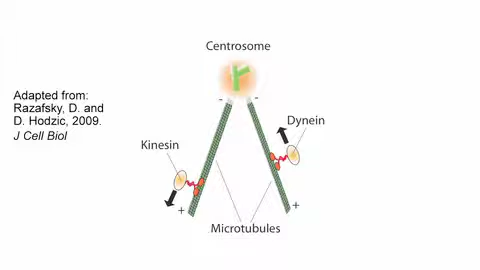 Centrosome
Adapted from:
Razafsky, D. and
D. Hodzic, 2009.
J Cell Biol
- -
Dynein
Kinesin
+ +
Microtubules